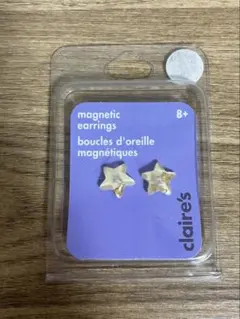 magnetic
earrings
8+
boucles d'oreille
magnétiques
claire's